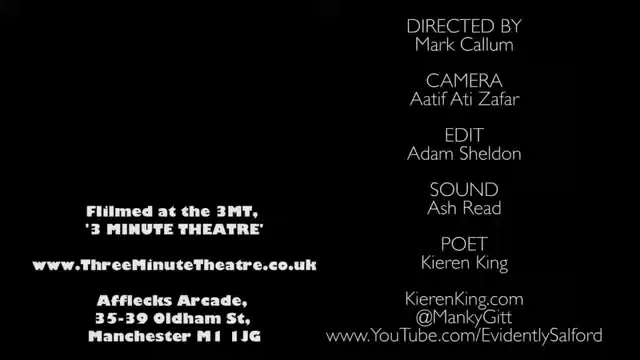 Flilmed at the 3MT,
'3 MINUTE THEATRE'
www.ThreeMinuteTheatre.co.uk
Afflecks Arcade,
35-39 Oldham St,
Manchester M1 1JG
DIRECTED BY
Mark Callum
CAMERA
Aatif Ati Zafar
EDIT
Adam Sheldon
SOUND
Ash Read
POET
Kieren King
KierenKing.com
@MankyGitt
www.YouTube.com/EvidentlySalford